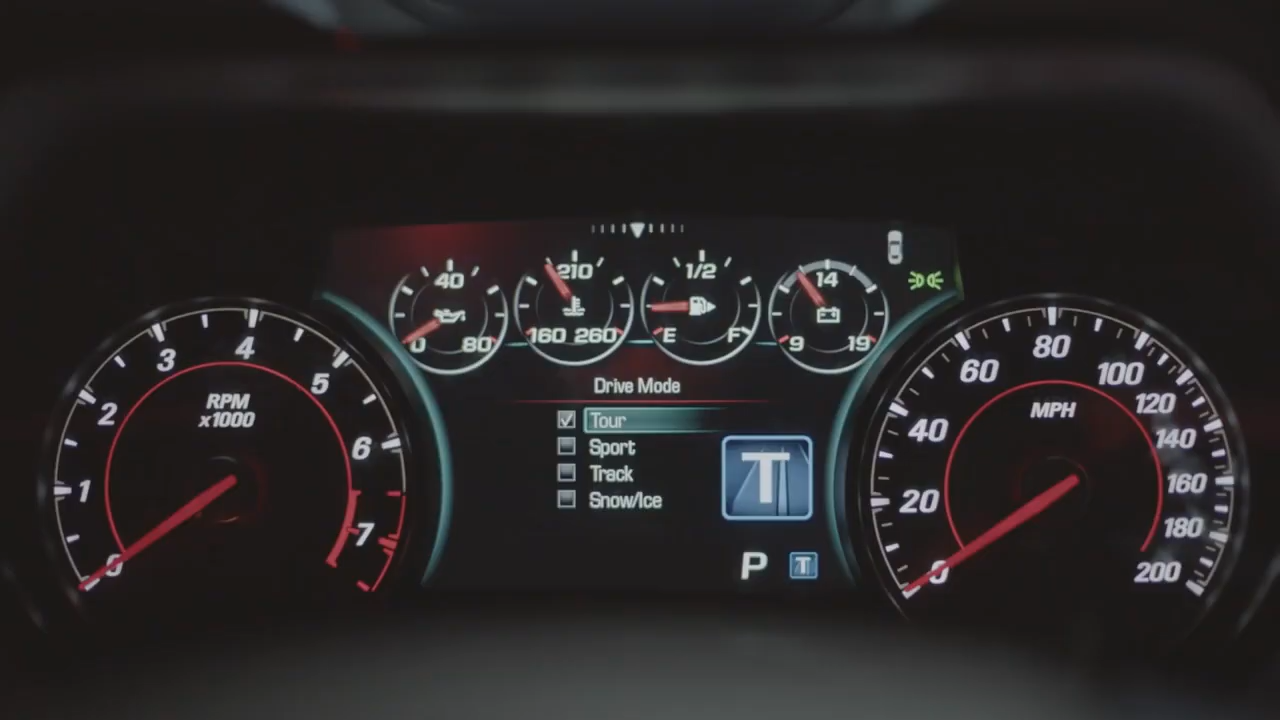 40
0 80
210
160 260
1/2
E F
14
9 19
Drive Mode
Tour
Sport
Track
Snow/Ice
T
P T
RPM
x1000
0 1 2 3 4 5 6 7
MPH
0 20 40 60 80 100 120 140 160 180 200